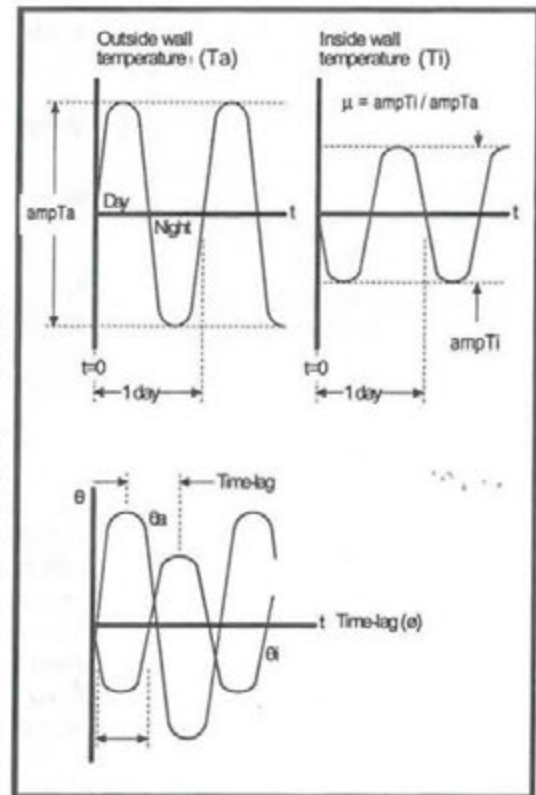 Outside wall
temperature (Ta)
Inside wall
temperature (Ti)
μ = ampTi / ampTa
ampTa
Day
Night
t
t
ampTi
t=0
1 day
t=0
1 day
Time-lag
θ
θa
t
Time-lag (ø)
θi